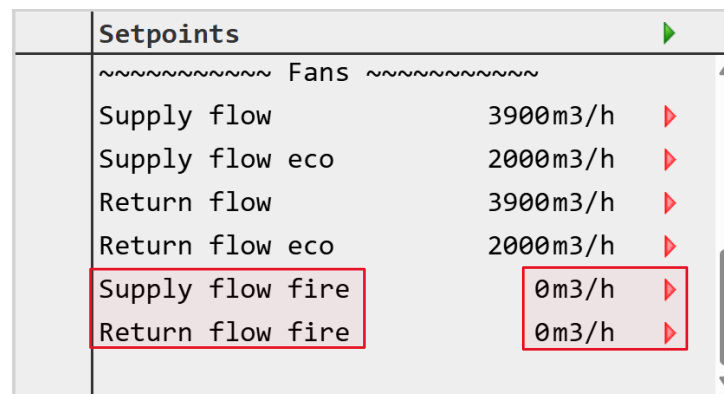 Setpoints
~~~~~~~~~~~ Fans ~~~~~~~~~~~
Supply flow 3900m3/h
Supply flow eco 2000m3/h
Return flow 3900m3/h
Return flow eco 2000m3/h
Supply flow fire 0m3/h
Return flow fire 0m3/h